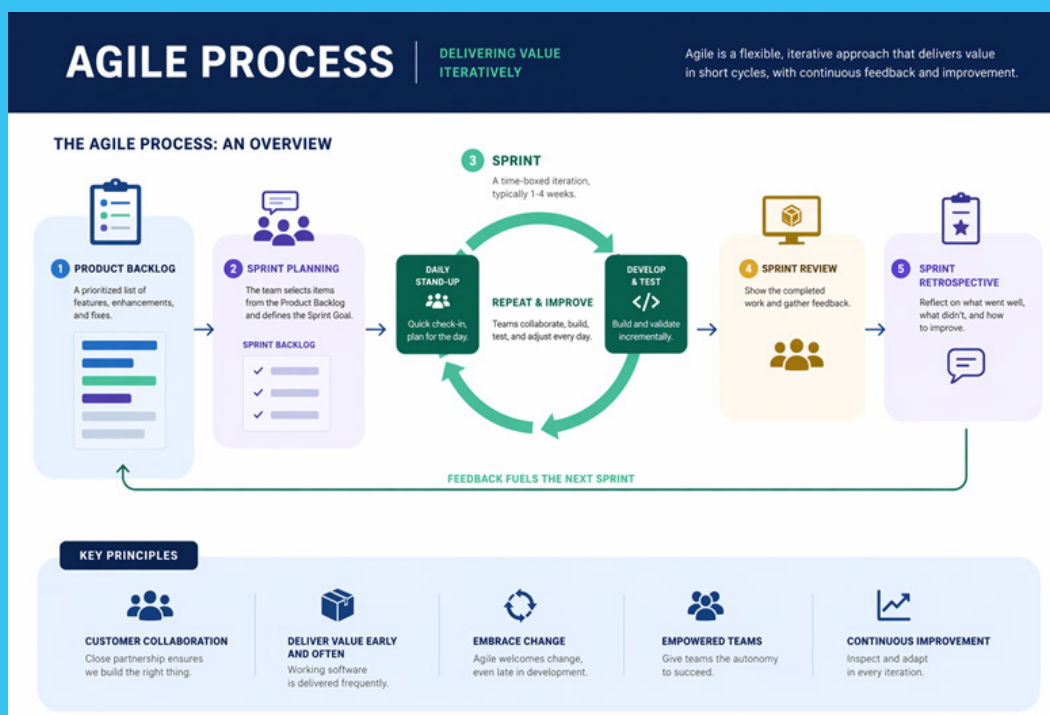 AGILE PROCESS
DELIVERING VALUE
ITERATIVELY
Agile is a flexible, iterative approach that delivers value
in short cycles, with continuous feedback and improvement.
THE AGILE PROCESS: AN OVERVIEW
1 PRODUCT BACKLOG
A prioritized list of
features, enhancements,
and fixes.
2 SPRINT PLANNING
The team selects items
from the Product Backlog
and defines the Sprint Goal.
SPRINT BACKLOG
3 SPRINT
A time-boxed iteration,
typically 1-4 weeks.
DAILY
STAND-UP
Quick check-in,
plan for the day.
REPEAT & IMPROVE
Teams collaborate, build,
test, and adjust every day.
DEVELOP
& TEST
</>
Build and validate
incrementally.
4 SPRINT REVIEW
Show the completed
work and gather feedback.
5 SPRINT
RETROSPECTIVE
Reflect on what went well,
what didn't, and how
to improve.
FEEDBACK FUELS THE NEXT SPRINT
KEY PRINCIPLES
CUSTOMER COLLABORATION
Close partnership ensures
we build the right thing.
DELIVER VALUE EARLY
AND OFTEN
Working software
is delivered frequently.
EMBRACE CHANGE
Agile welcomes change,
even late in development.
EMPOWERED TEAMS
Give teams the autonomy
to succeed.
CONTINUOUS IMPROVEMENT
Inspect and adapt
in every iteration.